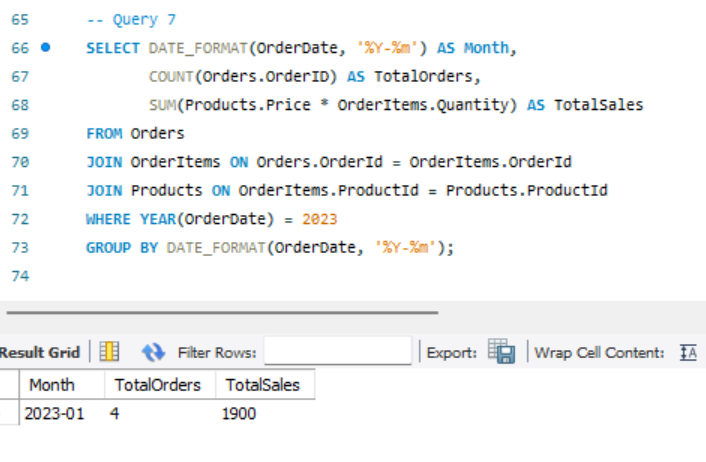 65 -- Query 7
66 SELECT DATE_FORMAT(OrderDate, '%Y-%m') AS Month,
67 COUNT(Orders.OrderID) AS TotalOrders,
68 SUM(Products.Price * OrderItems.Quantity) AS TotalSales
69 FROM Orders
70 JOIN OrderItems ON Orders.OrderId = OrderItems.OrderId
71 JOIN Products ON OrderItems.ProductId = Products.ProductId
72 WHERE YEAR(OrderDate) = 2023
73 GROUP BY DATE_FORMAT(OrderDate, '%Y-%m');
74
Result Grid Filter Rows: Export: Wrap Cell Content: IA
Month TotalOrders TotalSales
2023-01 4 1900